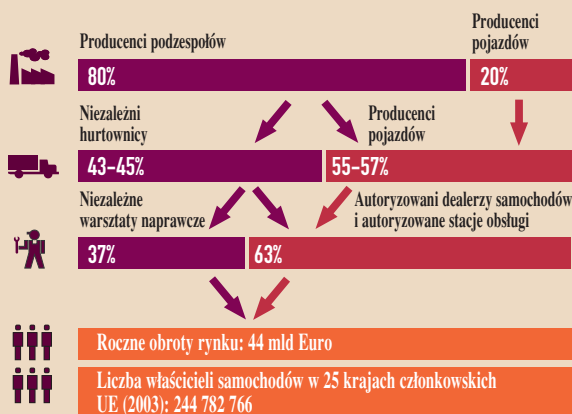 Producenci podzespołów
Producenci
pojazdów
80%
20%
Niezależni
hurtownicy
Producenci
pojazdów
43–45%
55–57%
Niezależne
warsztaty naprawcze
Autoryzowani dealerzy samochodów
i autoryzowane stacje obsługi
37%
63%
Roczne obroty rynku: 44 mld Euro
Liczba właścicieli samochodów w 25 krajach członkowskich
UE (2003): 244 782 766